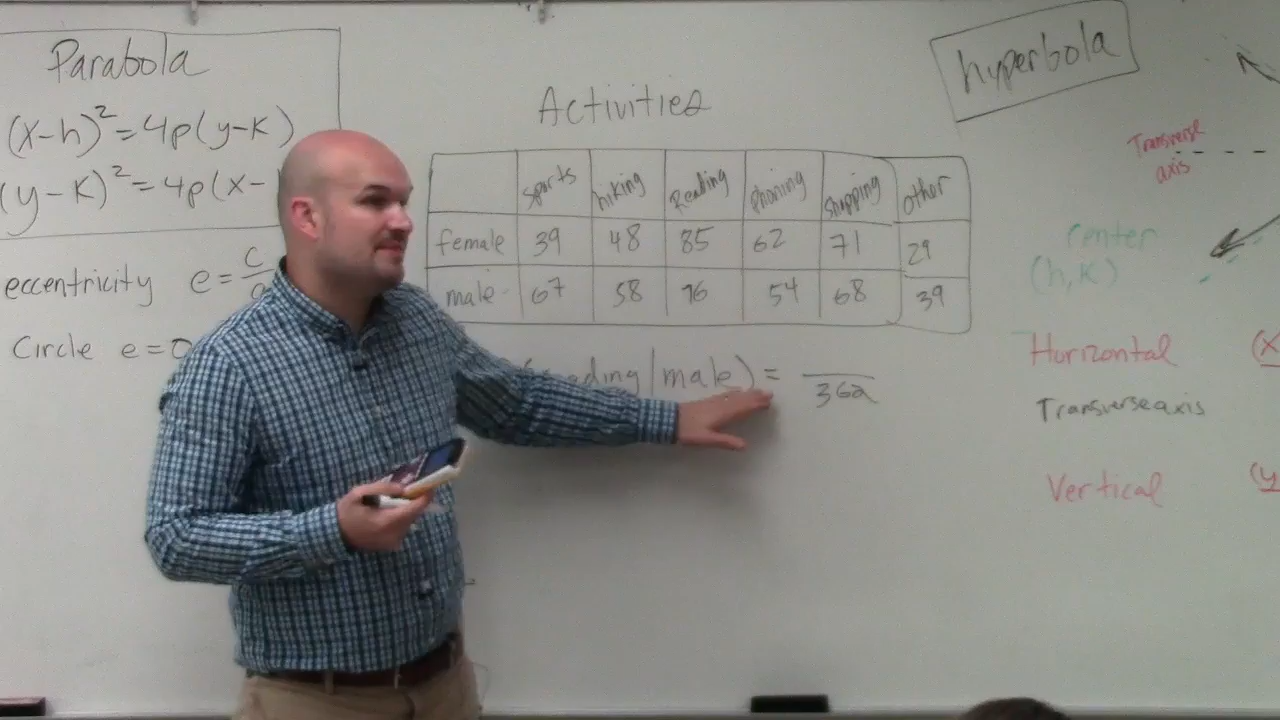 Parabola
(x-h)²=4p(y-k)
(y-k)²=4p(x-
eccentricity e=c/
Circle e=0
Activities
sports hiking Reading phoning shopping other
female 39 48 85 62 71 29
male 67 58 76 54 68 39
eading|male) = 
362
hyperbola
Transverse
axis
center
(h,k)
Horizontal (x
Transverse axis
Vertical (y